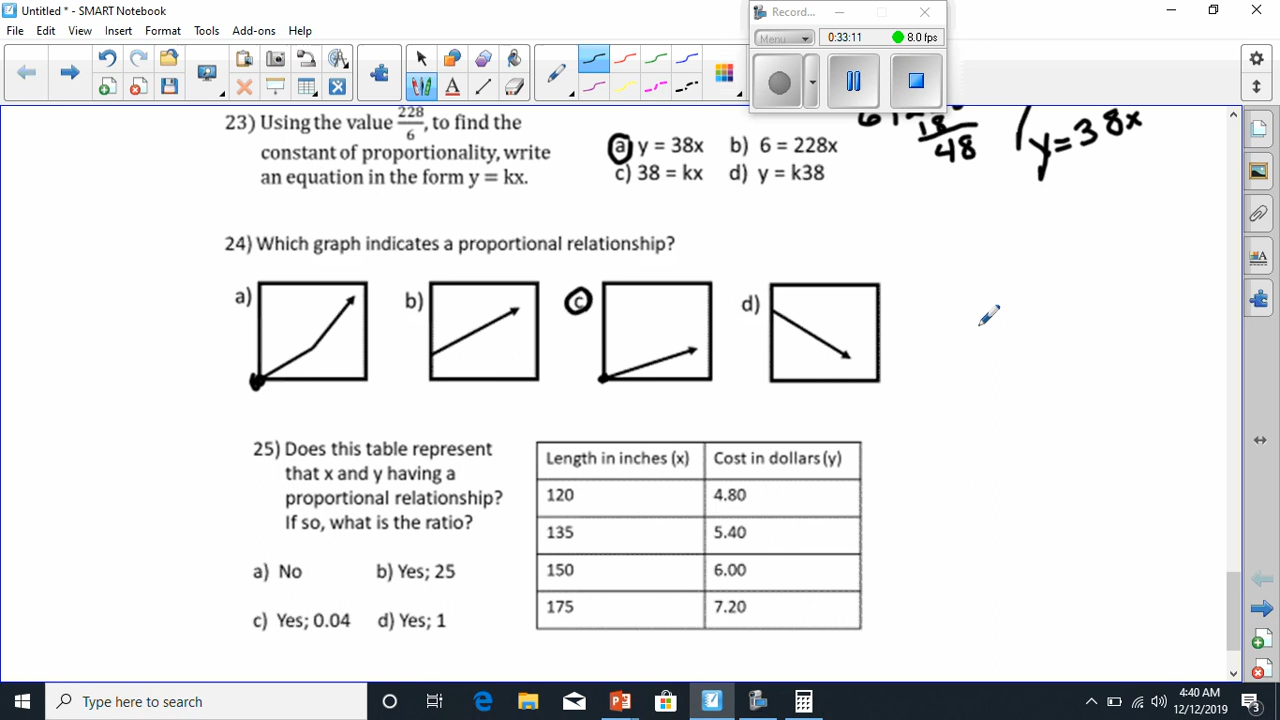 Untitled * - SMART Notebook
Record...
File Edit View Insert Format Tools Add-ons Help
Menu
0:33:11
8.0 fps
23) Using the value 228/6, to find the
constant of proportionality, write
an equation in the form y = kx.
a) y = 38x b) 6 = 228x
c) 38 = kx d) y = k38
48
y=38x
24) Which graph indicates a proportional relationship?
a)
b)
c
d)
25) Does this table represent
that x and y having a
proportional relationship?
If so, what is the ratio?
a) No b) Yes; 25
c) Yes; 0.04 d) Yes; 1
Length in inches (x) Cost in dollars (y)
120 4.80
135 5.40
150 6.00
175 7.20
Type here to search
4:40 AM
12/12/2019
3